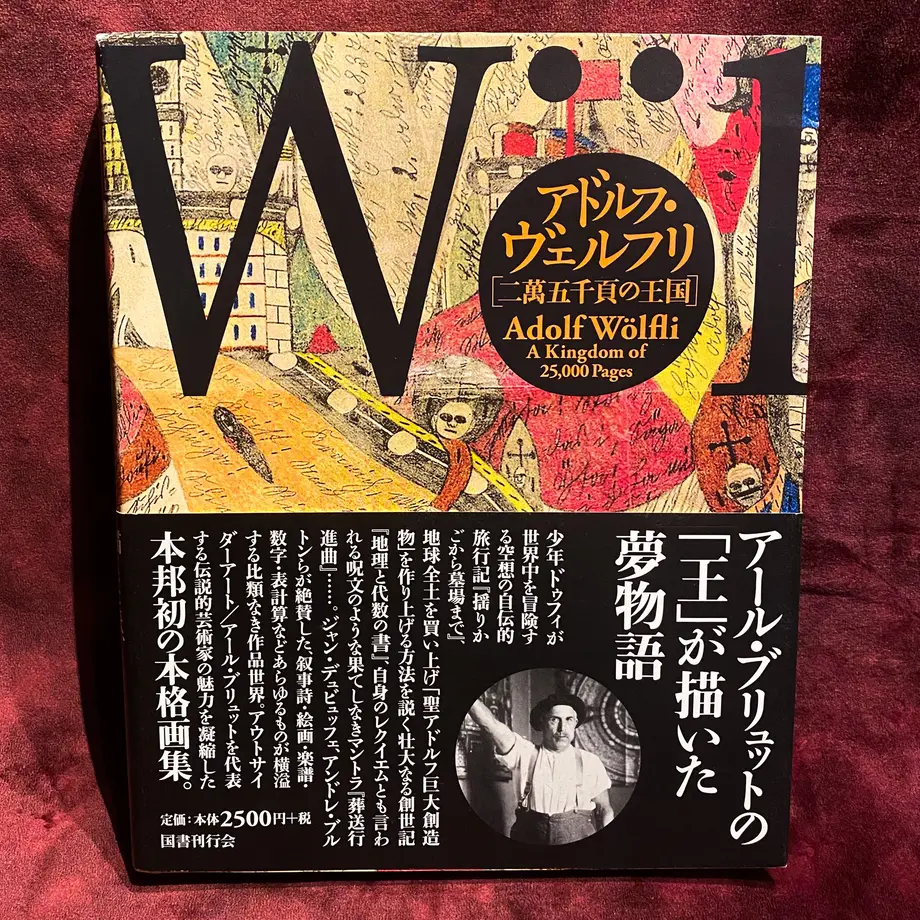 Wöl
アドルフ・
ヴェルフリ
[二萬五千頁の王国]
Adolf Wölfli
A Kingdom of
25,000 Pages
アール・ブリュットの
「王」が描いた
夢物語
少年ドゥフィが
世界中を冒険す
る空想の自伝的
旅行記『揺りか
ごから墓場まで』、
地球全土を買い上げ「聖アドルフ巨大創造
物」を作り上げる方法を説く壮大なる創世記
『地理と代数の書』、自身のレクイエムとも言わ
れる呪文のような果てしなきマントラ『葬送行
進曲』……。ジャン・デュビュッフェ、アンドレ・ブル
トンらが絶賛した、叙事詩・絵画・楽譜・
数字・表計算などあらゆるものが横溢
する比類なき作品世界。アウトサイ
ダーアート/アール・ブリュットを代表
する伝説的芸術家の魅力を凝縮した
本邦初の本格画集。
定価:本体2500円+税
国書刊行会